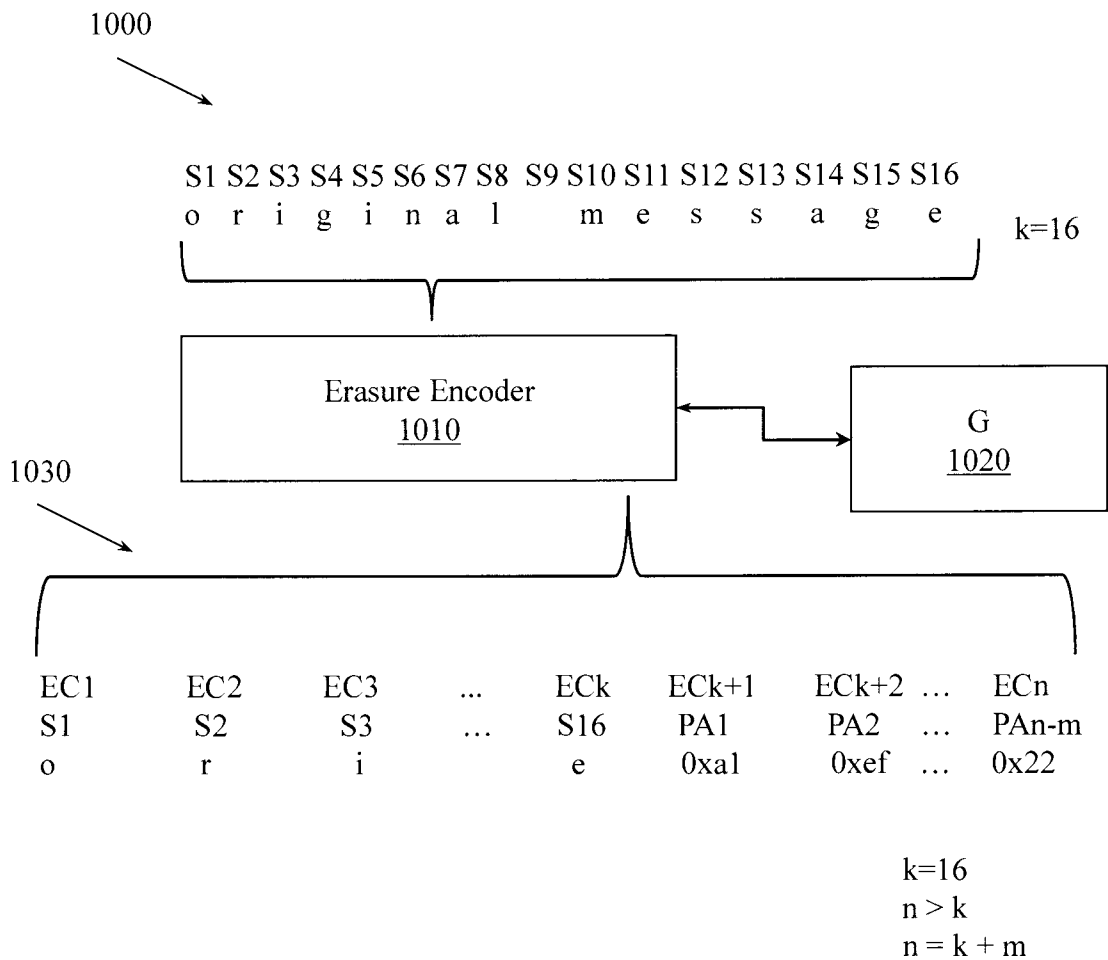 1000
S1 S2 S3 S4 S5 S6 S7 S8 S9 S10 S11 S12 S13 S14 S15 S16
o r i g i n a l m e s s a g e
k=16
Erasure Encoder
1010
G
1020
1030
EC1 EC2 EC3 ... ECk ECk+1 ECk+2 ... ECn
S1 S2 S3 ... S16 PA1 PA2 ... PAn-m
o r i e 0xa1 0xef ... 0x22
k=16
n > k
n = k + m